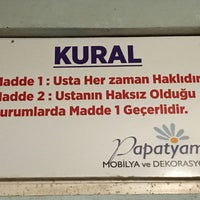 KURAL
Madde 1 : Usta Her zaman Haklıdır
Madde 2 : Ustanın Haksız Olduğu
Durumlarda Madde 1 Geçerlidir.
Papatyam
MOBİLYA ve DEKORASYO